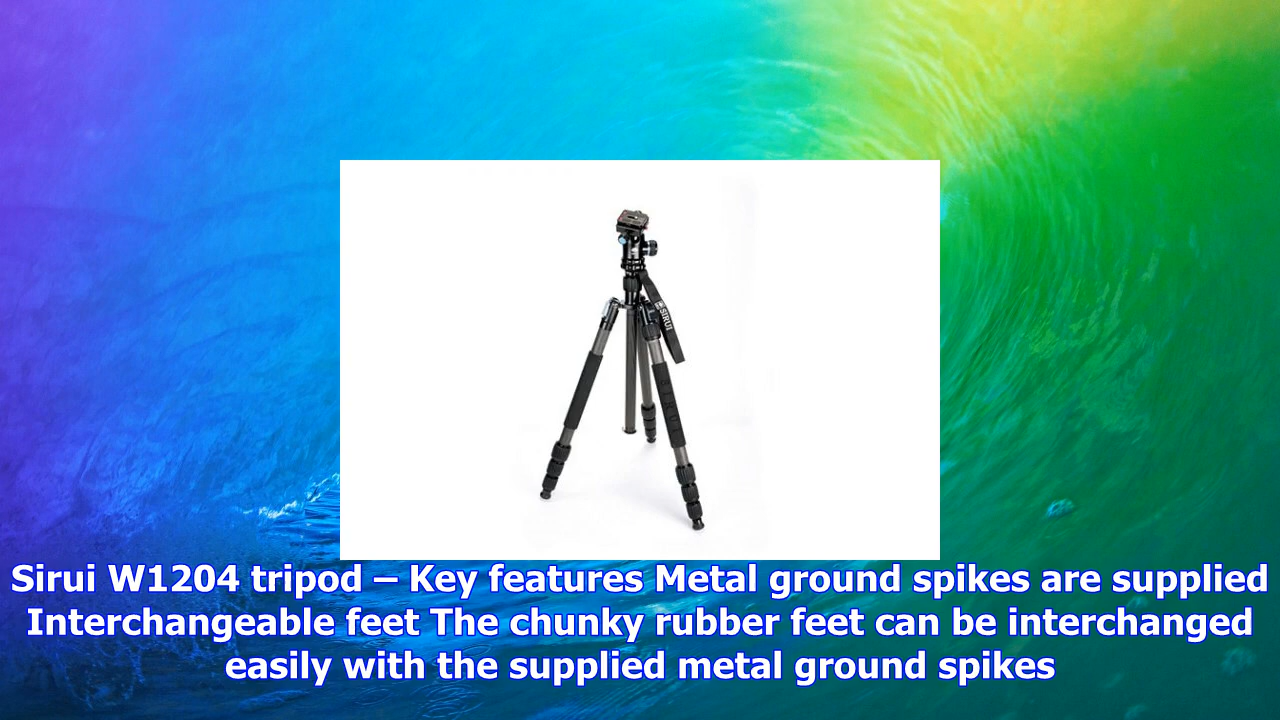 SIRUI
Sirui W1204 tripod – Key features Metal ground spikes are supplied
Interchangeable feet The chunky rubber feet can be interchanged
easily with the supplied metal ground spikes